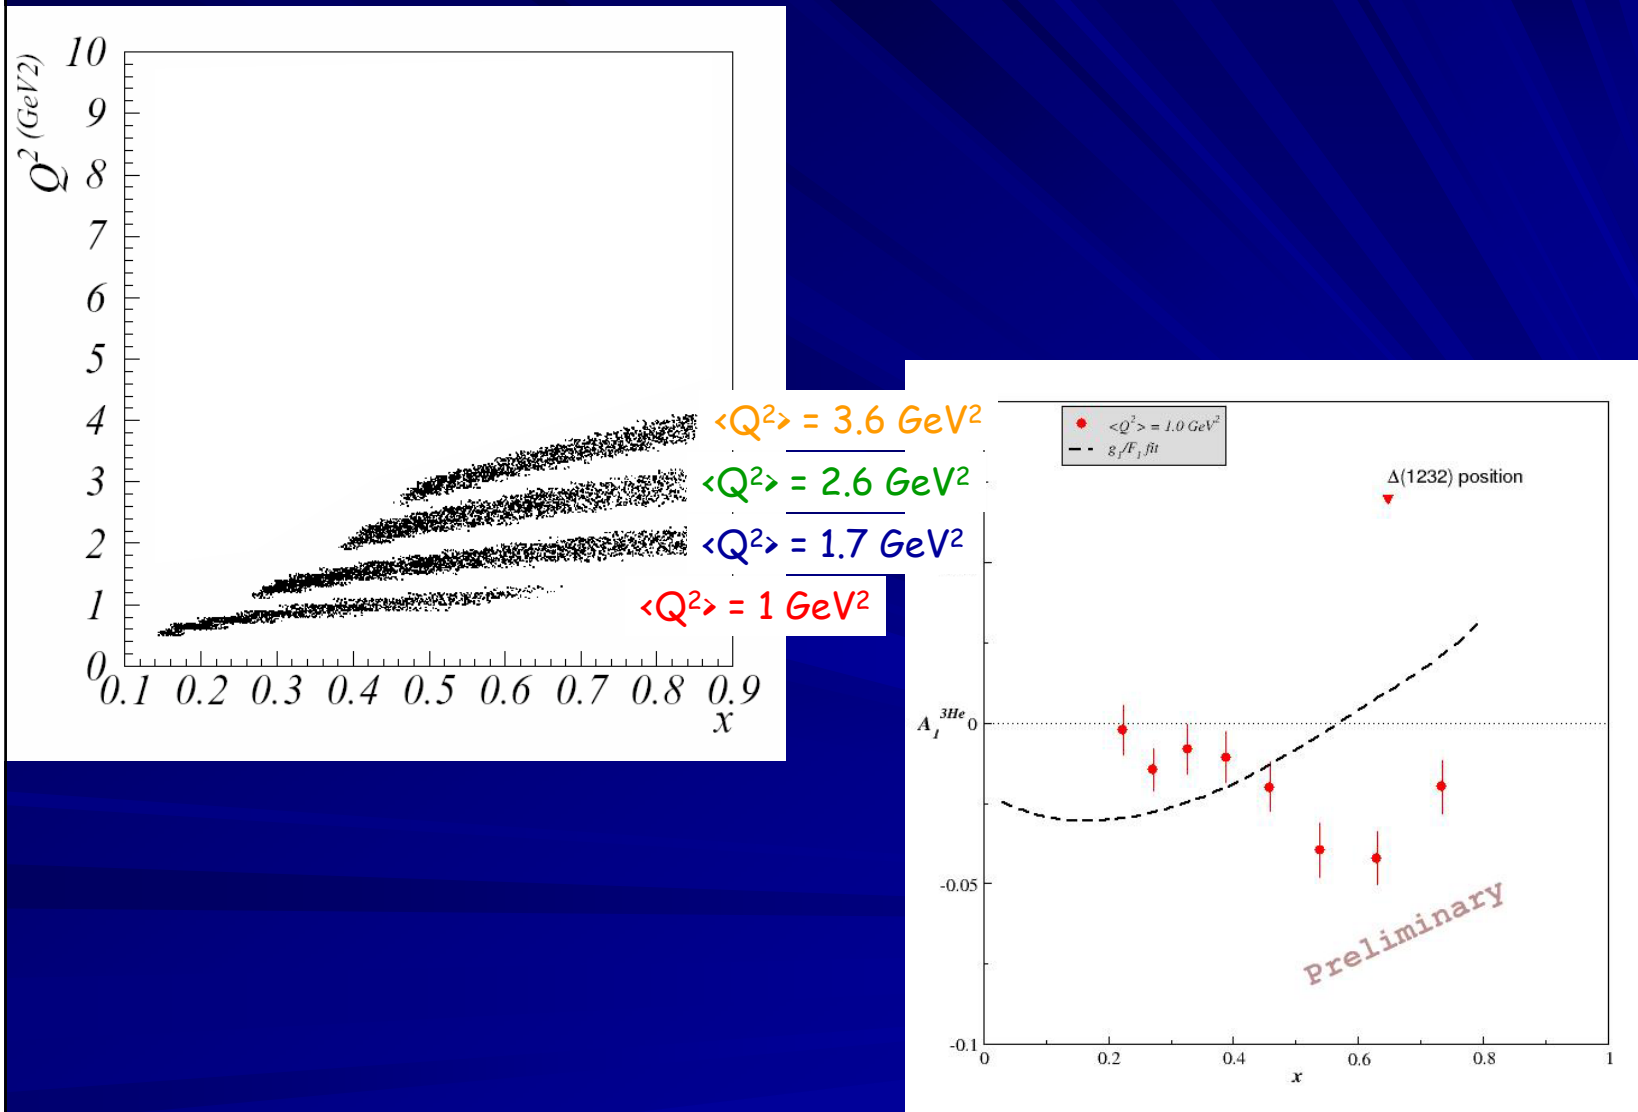 10
9
8
7
6
5
4
3
2
1
0
Q² (GeV2)
0.1 0.2 0.3 0.4 0.5 0.6 0.7 0.8 0.9
x
<Q²> = 3.6 GeV²
<Q²> = 2.6 GeV²
<Q²> = 1.7 GeV²
<Q²> = 1 GeV²
<Q²> = 1.0 GeV²
g₁/F₁ fit
Δ(1232) position
A₁³ᴴᵉ
0
-0.05
-0.1
Preliminary
0 0.2 0.4 0.6 0.8 1
x